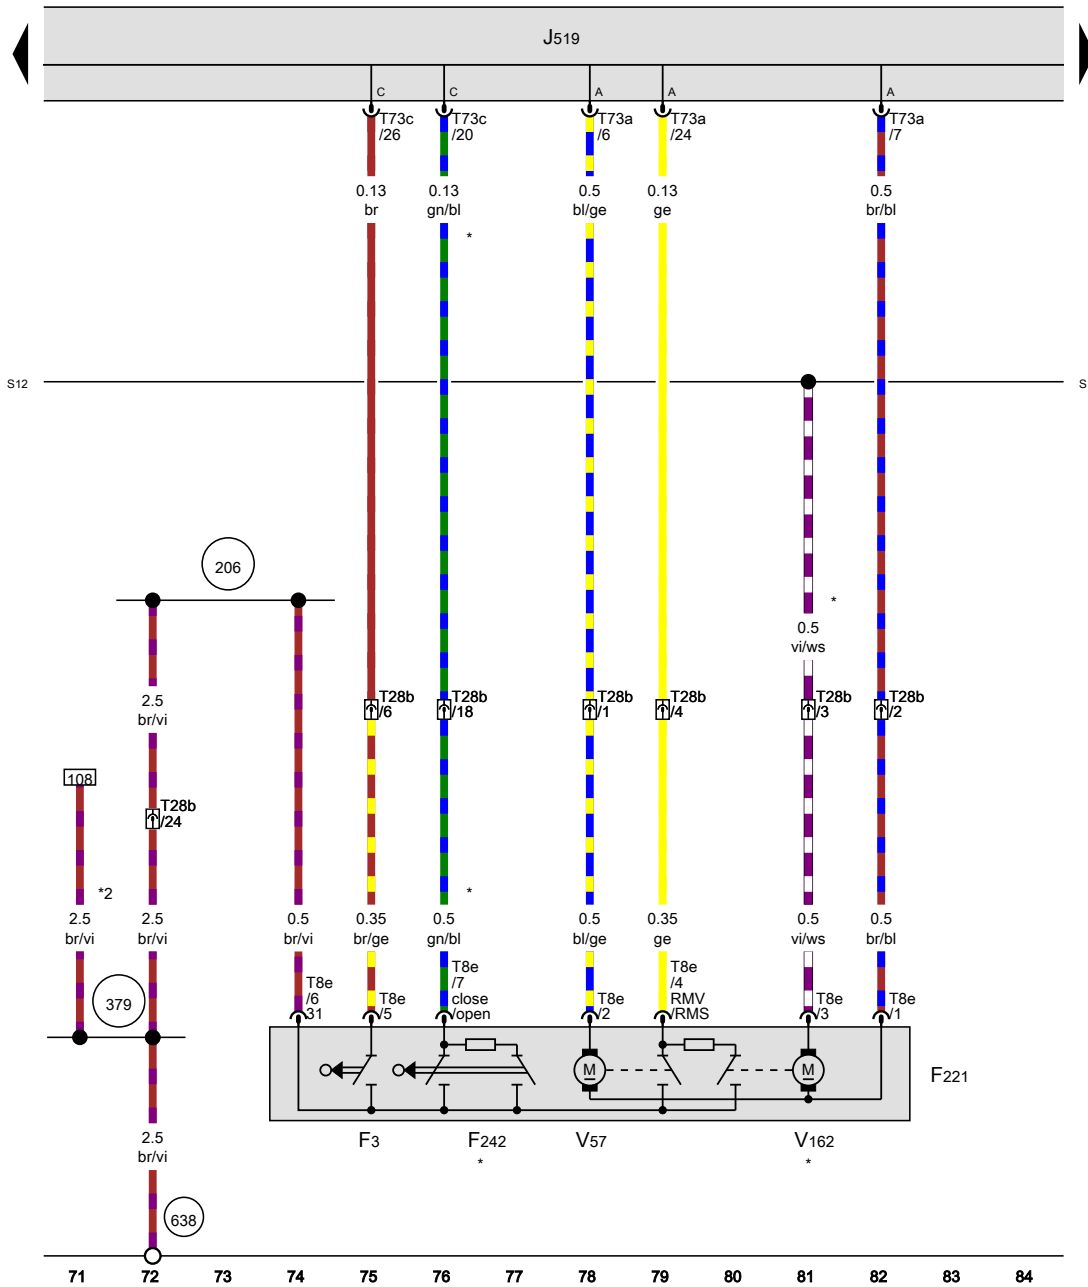 J519
C C A A A
T73c
/26
T73c
/20
T73a
/6
T73a
/24
T73a
/7
0.13
br
0.13
gn/bl
0.5
bl/ge
0.13
ge
0.5
br/bl
*
S12
S
206
*
0.5
vi/ws
2.5
br/vi
T28b
/6
T28b
/18
T28b
/1
T28b
/4
T28b
/3
T28b
/2
108
T28b
/24
*2
*
2.5
br/vi
2.5
br/vi
0.5
br/vi
0.35
br/ge
0.5
gn/bl
0.5
bl/ge
0.35
ge
0.5
vi/ws
0.5
br/bl
379
T8e
/6
31
T8e
/5
T8e
/7
close
/open
T8e
/2
T8e
/4
RMV
/RMS
T8e
/3
T8e
/1
M
M
F221
F3
F242
*
V57
V162
*
2.5
br/vi
638
71 72 73 74 75 76 77 78 79 80 81 82 83 84